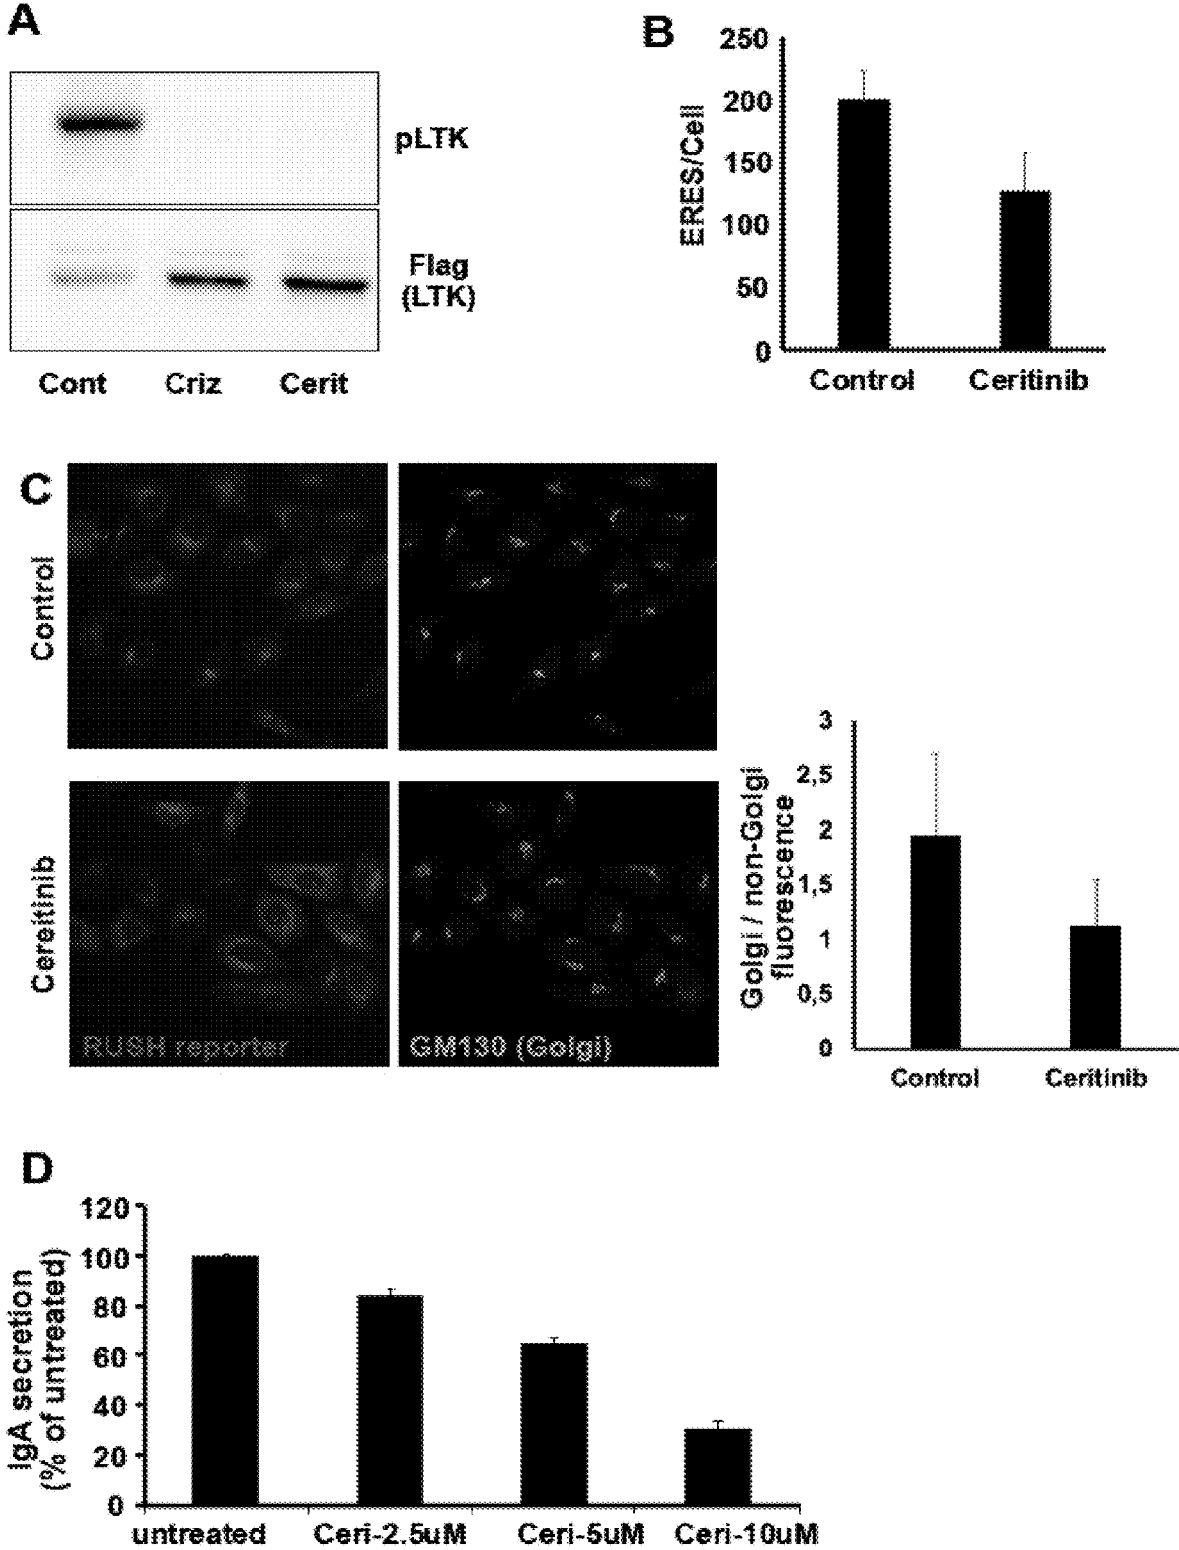 A
pLTK
Flag
(LTK)
Cont Criz Cerit
B
ERES/Cell
250
200
150
100
50
0
Control Ceritinib
C
Control
Cereitinib
RUSH reporter
GM130 (Golgi)
Golgi / non-Golgi
fluorescence
3
2,5
2
1,5
1
0,5
0
Control Ceritinib
D
IgA secretion
(% of untreated)
120
100
80
60
40
20
0
untreated Ceri-2.5uM Ceri-5uM Ceri-10uM